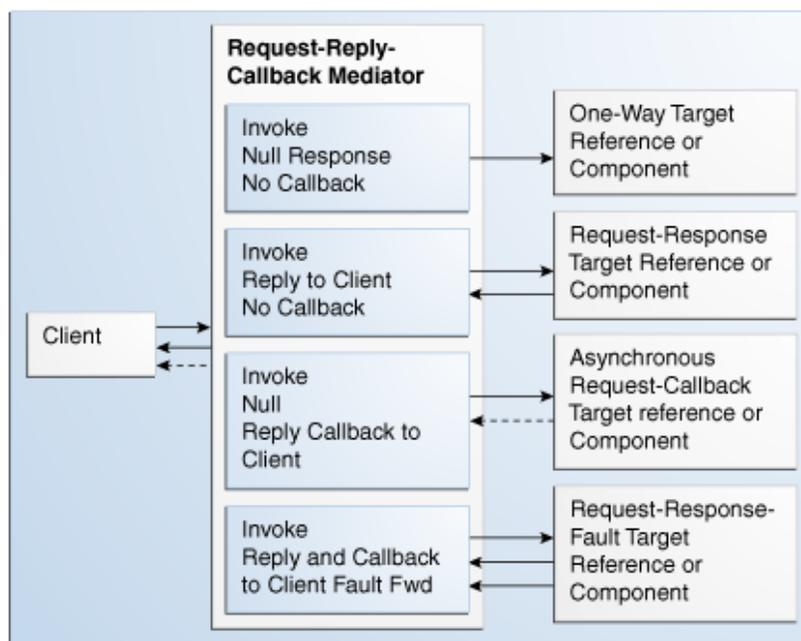 Request-Reply-
Callback Mediator
Invoke
Null Response
No Callback
One-Way Target
Reference or
Component
Invoke
Reply to Client
No Callback
Request-Response
Target Reference or
Component
Client
Invoke
Null
Reply Callback to
Client
Asynchronous
Request-Callback
Target reference or
Component
Invoke
Reply and Callback
to Client Fault Fwd
Request-Response-
Fault Target
Reference or
Component